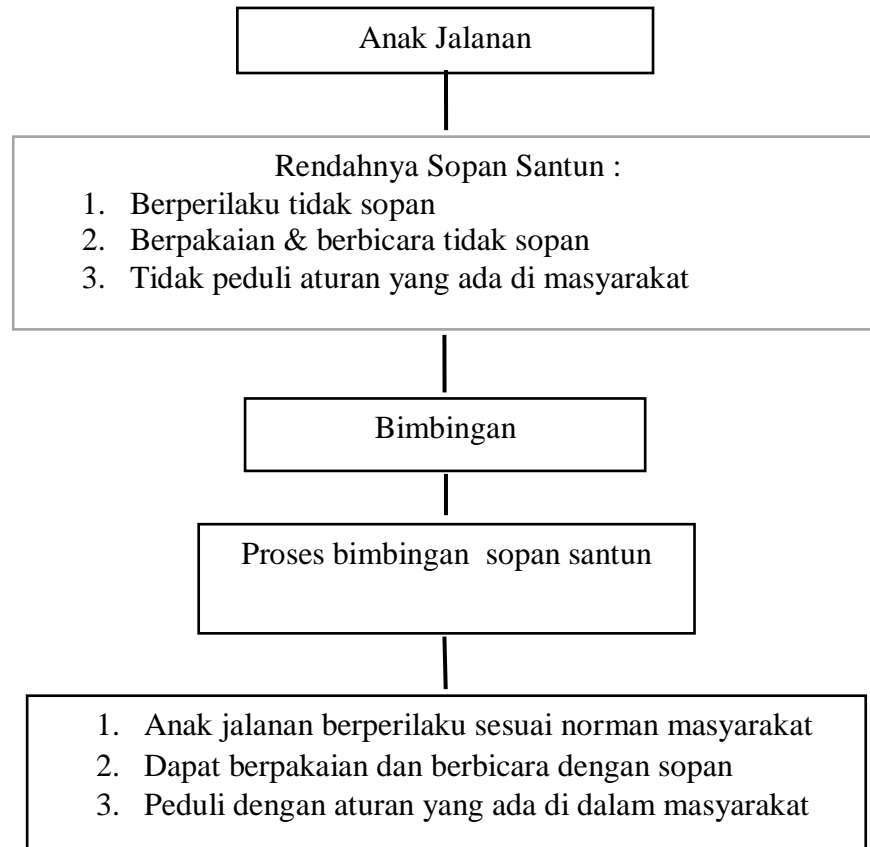 Anak Jalanan
Rendahnya Sopan Santun :
1. Berperilaku tidak sopan
2. Berpakaian & berbicara tidak sopan
3. Tidak peduli aturan yang ada di masyarakat
Bimbingan
Proses bimbingan  sopan santun
1. Anak jalanan berperilaku sesuai norman masyarakat
2. Dapat berpakaian dan berbicara dengan sopan
3. Peduli dengan aturan yang ada di dalam masyarakat